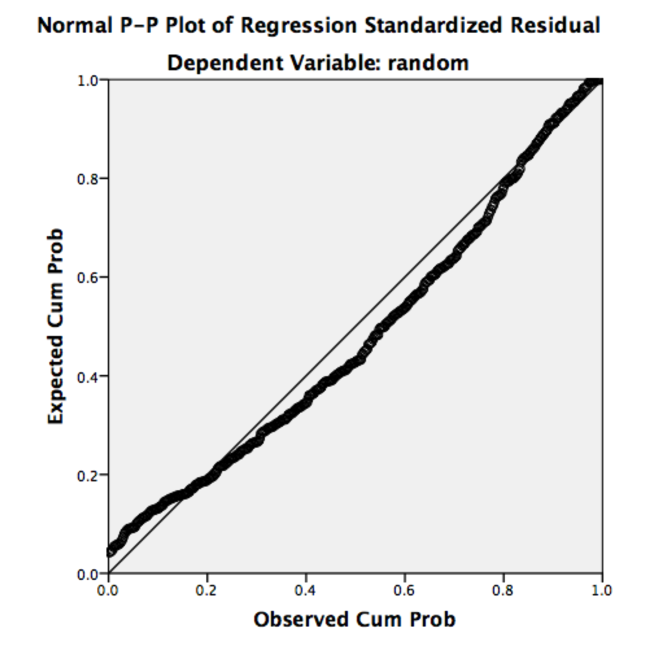 Normal P-P Plot of Regression Standardized Residual
Dependent Variable: random
Expected Cum Prob
1.0
0.8
0.6
0.4
0.2
0.0
0.0 0.2 0.4 0.6 0.8 1.0
Observed Cum Prob